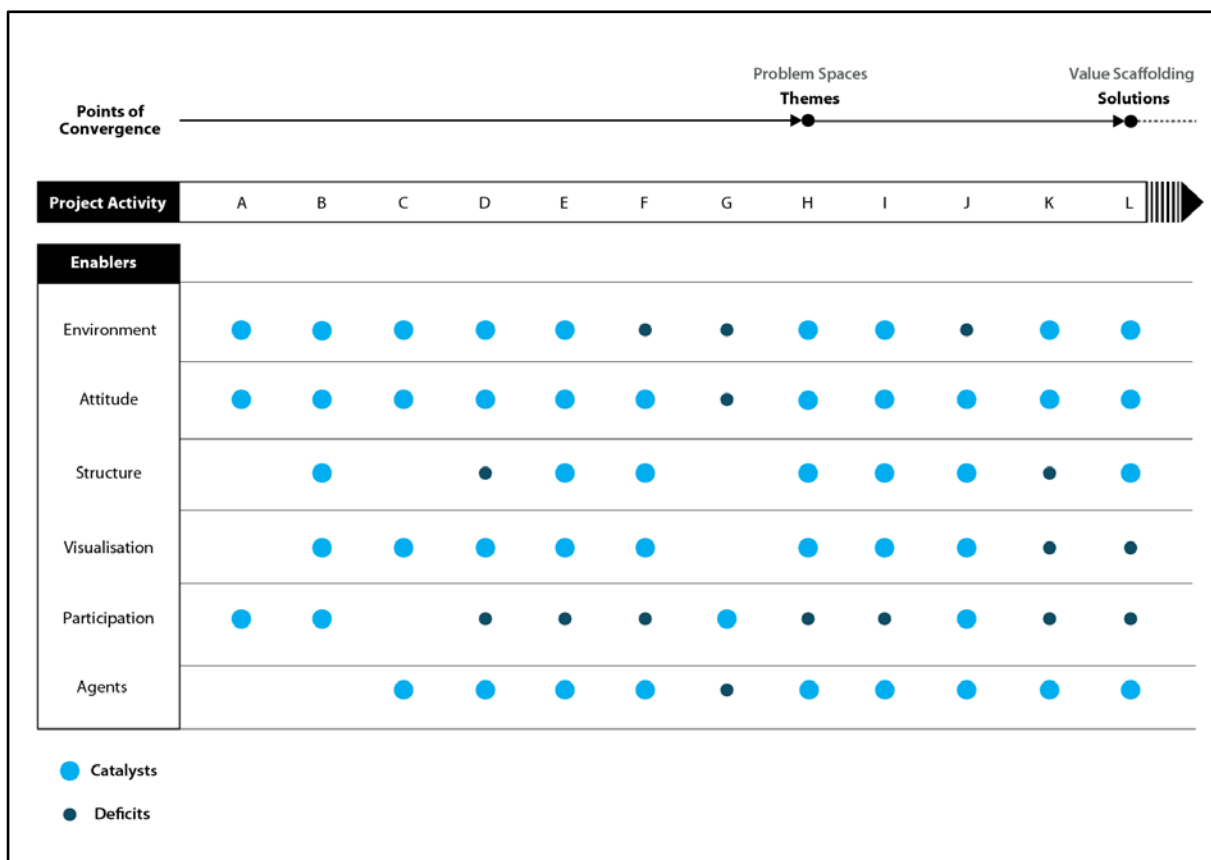 Problem Spaces
Themes
Value Scaffolding
Solutions
Points of
Convergence
Project Activity A B C D E F G H I J K L
Enablers
Environment
Attitude
Structure
Visualisation
Participation
Agents
Catalysts
Deficits